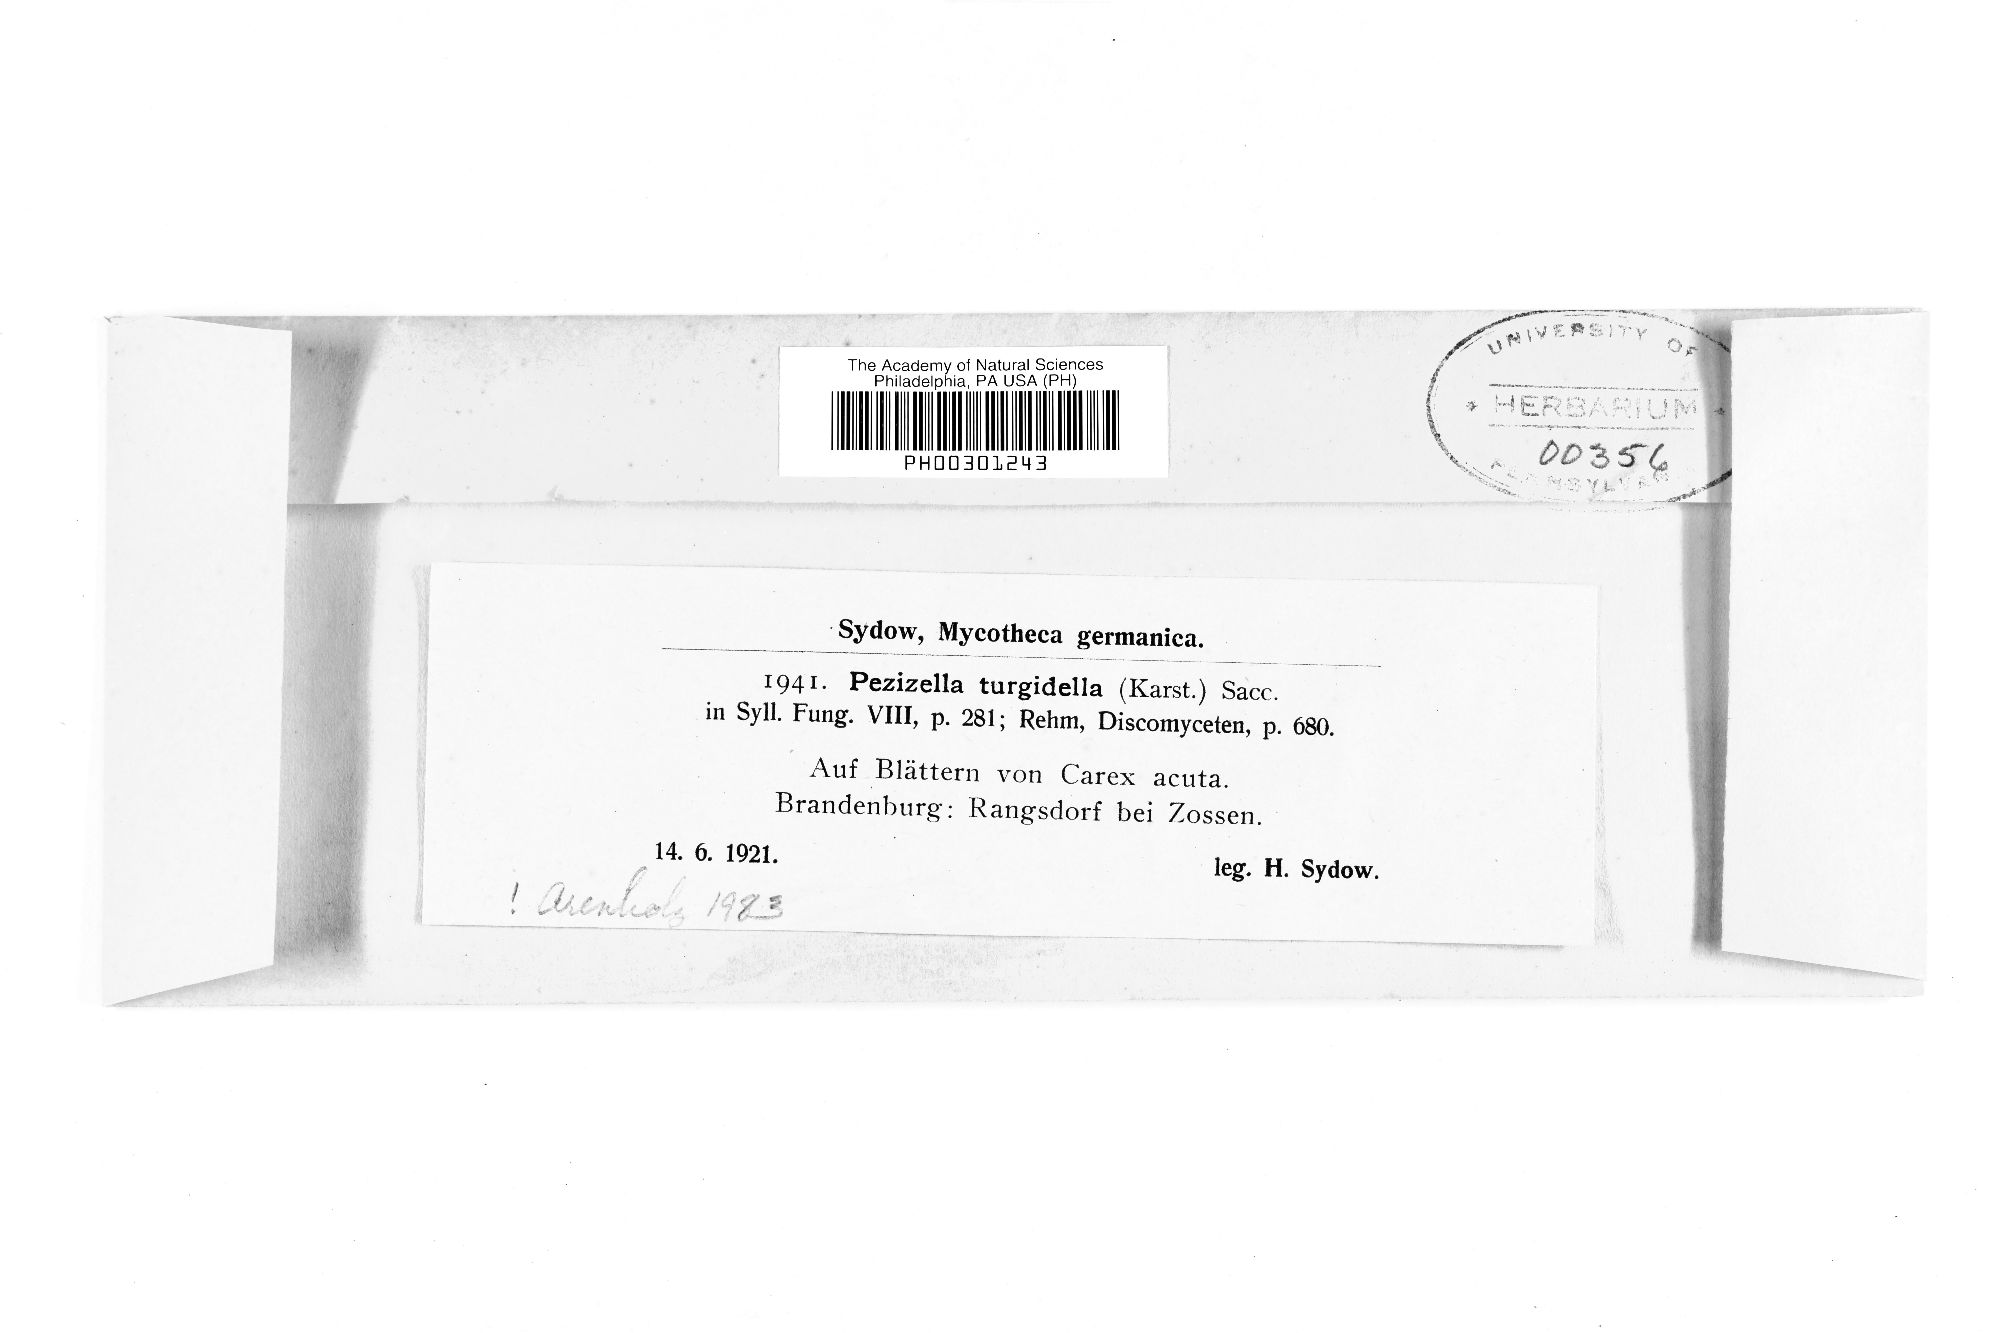 The Academy of Natural Sciences
Philadelphia, PA USA (PH)
PH00301243
UNIVERSITY OF
* HERBARIUM *
00356
PENNSYLVANIA
Sydow, Mycotheca germanica.
1941. Pezizella turgidella (Karst.) Sacc.
in Syll. Fung. VIII, p. 281; Rehm, Discomyceten, p. 680.
Auf Blättern von Carex acuta.
Brandenburg: Rangsdorf bei Zossen.
14. 6. 1921.
leg. H. Sydow.
! Arenholz 1983